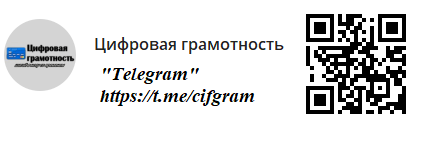 Цифровая
грамотность
Цифровая грамотность
"Telegram"
https://t.me/cifgram